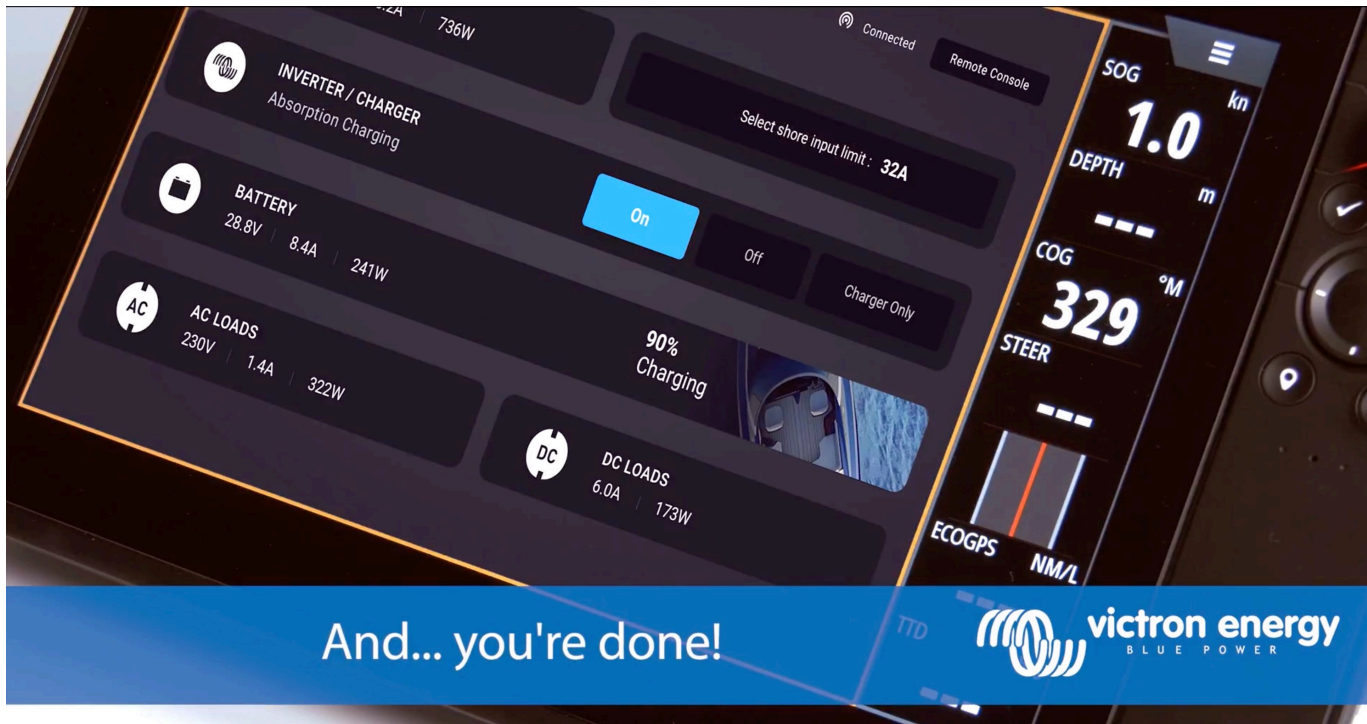 736W
Connected
Remote Console
INVERTER / CHARGER
Absorption Charging
Select shore input limit : 32A
On
Off
Charger Only
BATTERY
28.8V | 8.4A | 241W
90%
Charging
AC
AC LOADS
230V | 1.4A | 322W
DC
DC LOADS
6.0A | 173W
SOG
kn
1.0
DEPTH
m
---
COG
°M
329
STEER
---
ECOGPS
NM/L
---
TTD
---
And... you're done!
victron energy
BLUE POWER